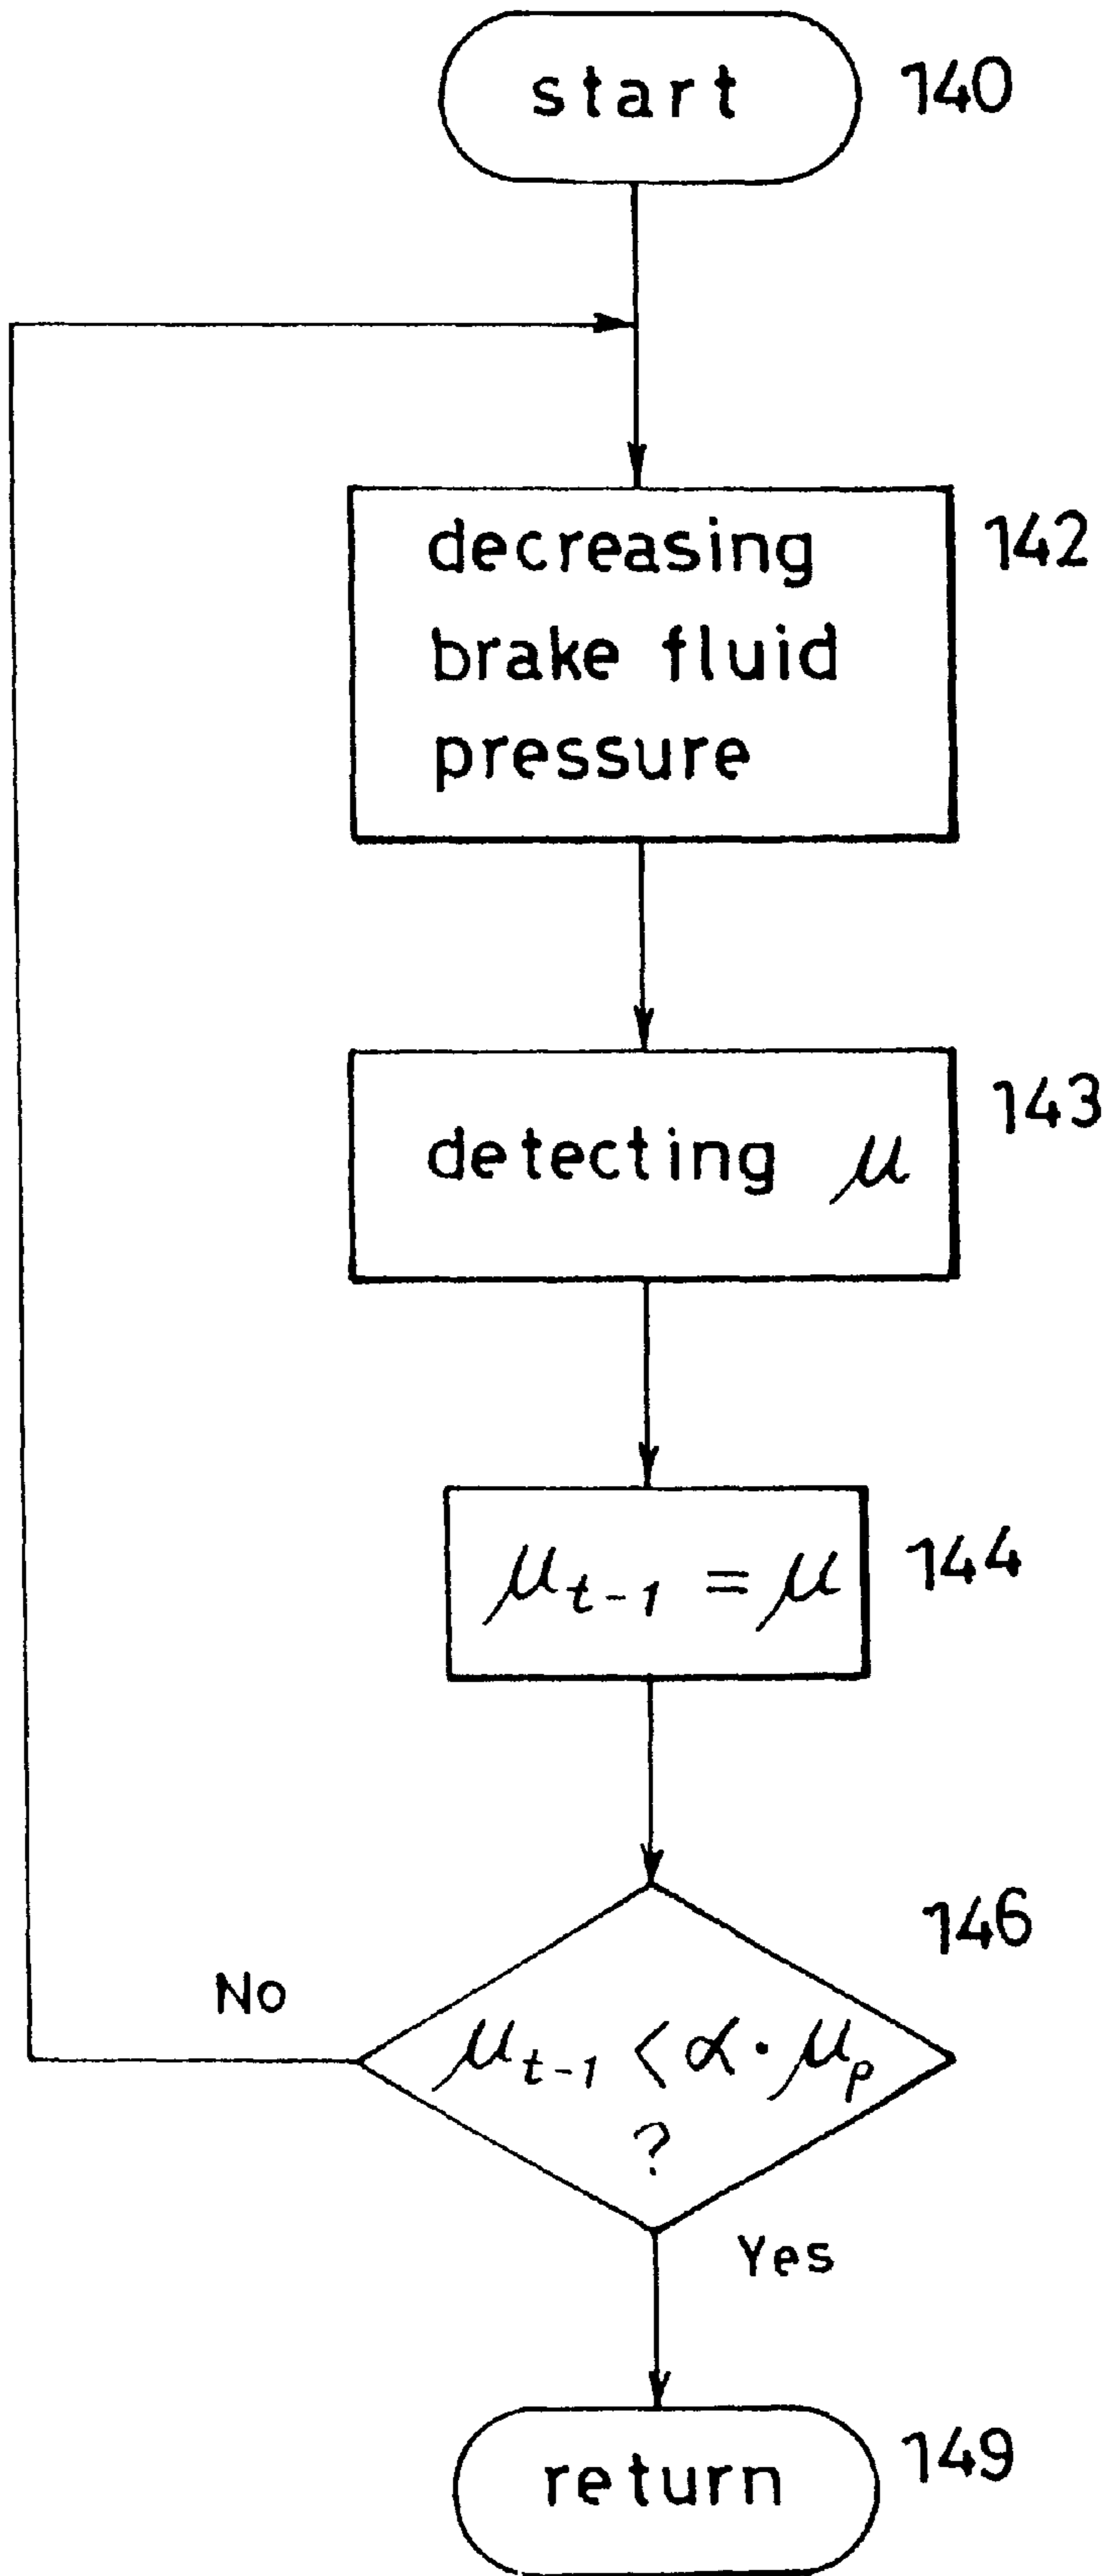 start
140
decreasing
brake fluid
pressure
142
detecting μ
143
μt-1 = μ
144
146
No
μt-1 < α · μp
?
Yes
return
149